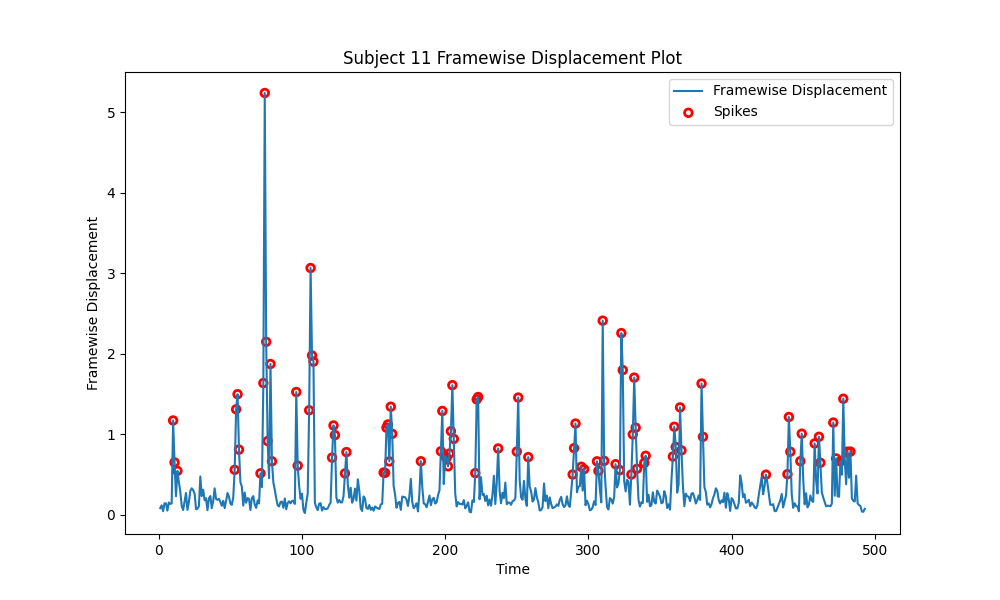 Subject 11 Framewise Displacement Plot
Framewise Displacement
Spikes
5
4
3
2
1
0
Framewise Displacement
0 100 200 300 400 500
Time